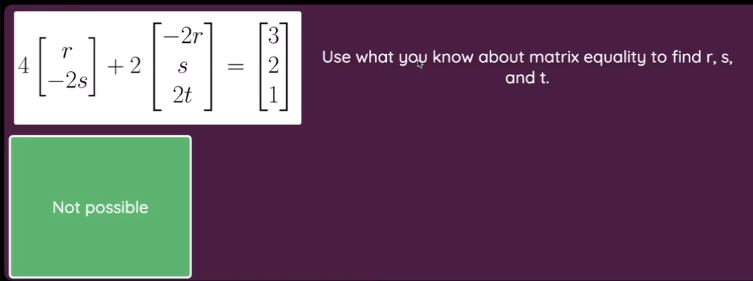 4 [r -2s] + 2 [-2r s 2t] = [3 2 1]
Use what you know about matrix equality to find r, s,
and t.
Not possible